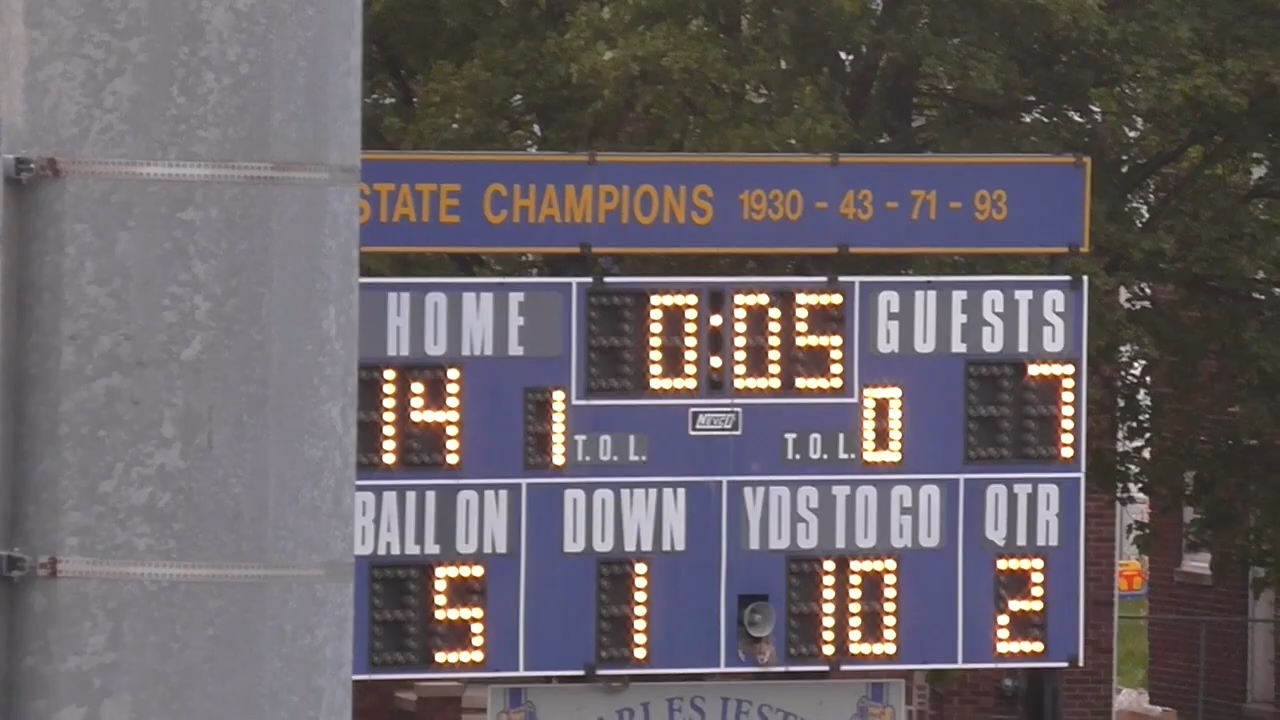 STATE CHAMPIONS 1930 - 43 - 71 - 93
HOME 0:05 GUESTS
14 1 T. O. L. NEVCO T. O. L. 0 7
BALL ON DOWN YDS TO GO QTR
5 1 10 2